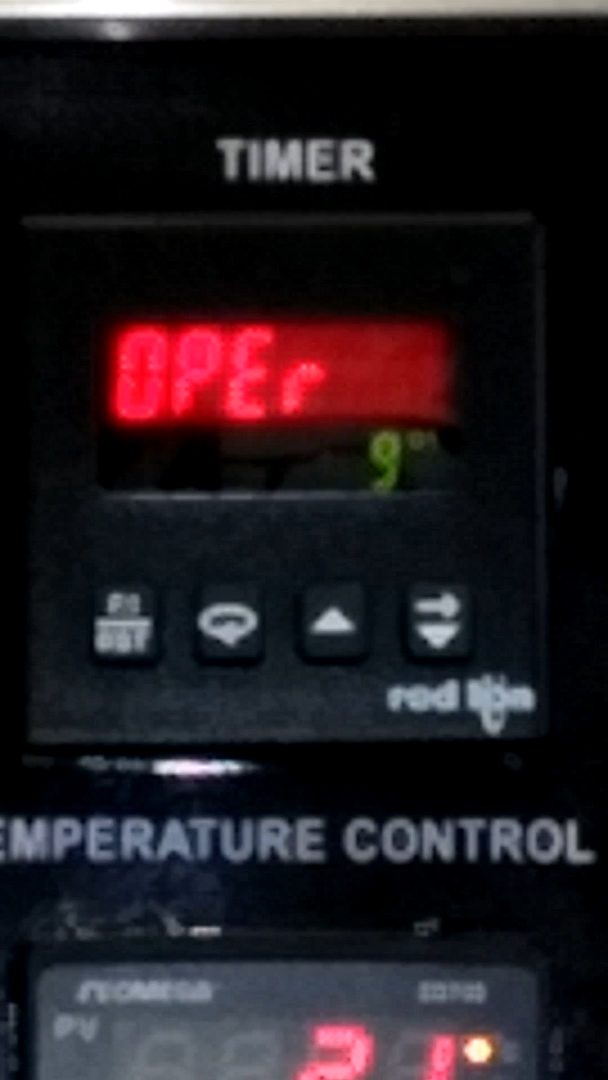 TIMER
OPEr
9
red lion
EMPERATURE CONTROL
OMEGA
PV
21